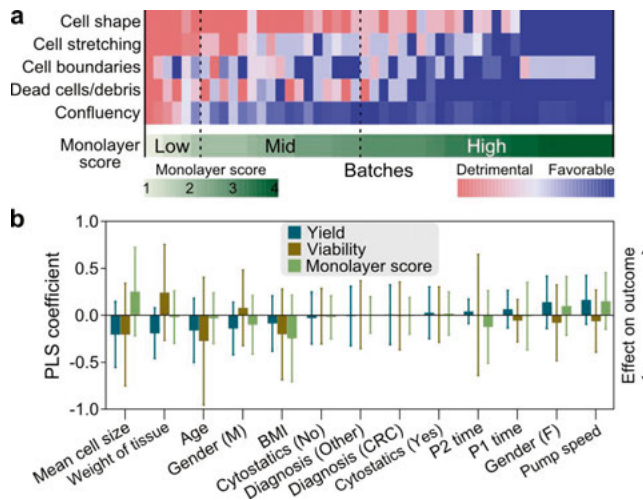 a
Cell shape
Cell stretching
Cell boundaries
Dead cells/debris
Confluency
Monolayer score
Low Mid High
Monolayer score
1 2 3 4
Batches
Detrimental Favorable
b
Yield
Viability
Monolayer score
PLS coefficient
1.0
0.5
0
-0.5
-1.0
Effect on outcome
Mean cell size
Weight of tissue
Age
Gender (M)
BMI
Cytostatics (No)
Diagnosis (Other)
Diagnosis (CRC)
Cytostatics (Yes)
P2 time
P1 time
Gender (F)
Pump speed